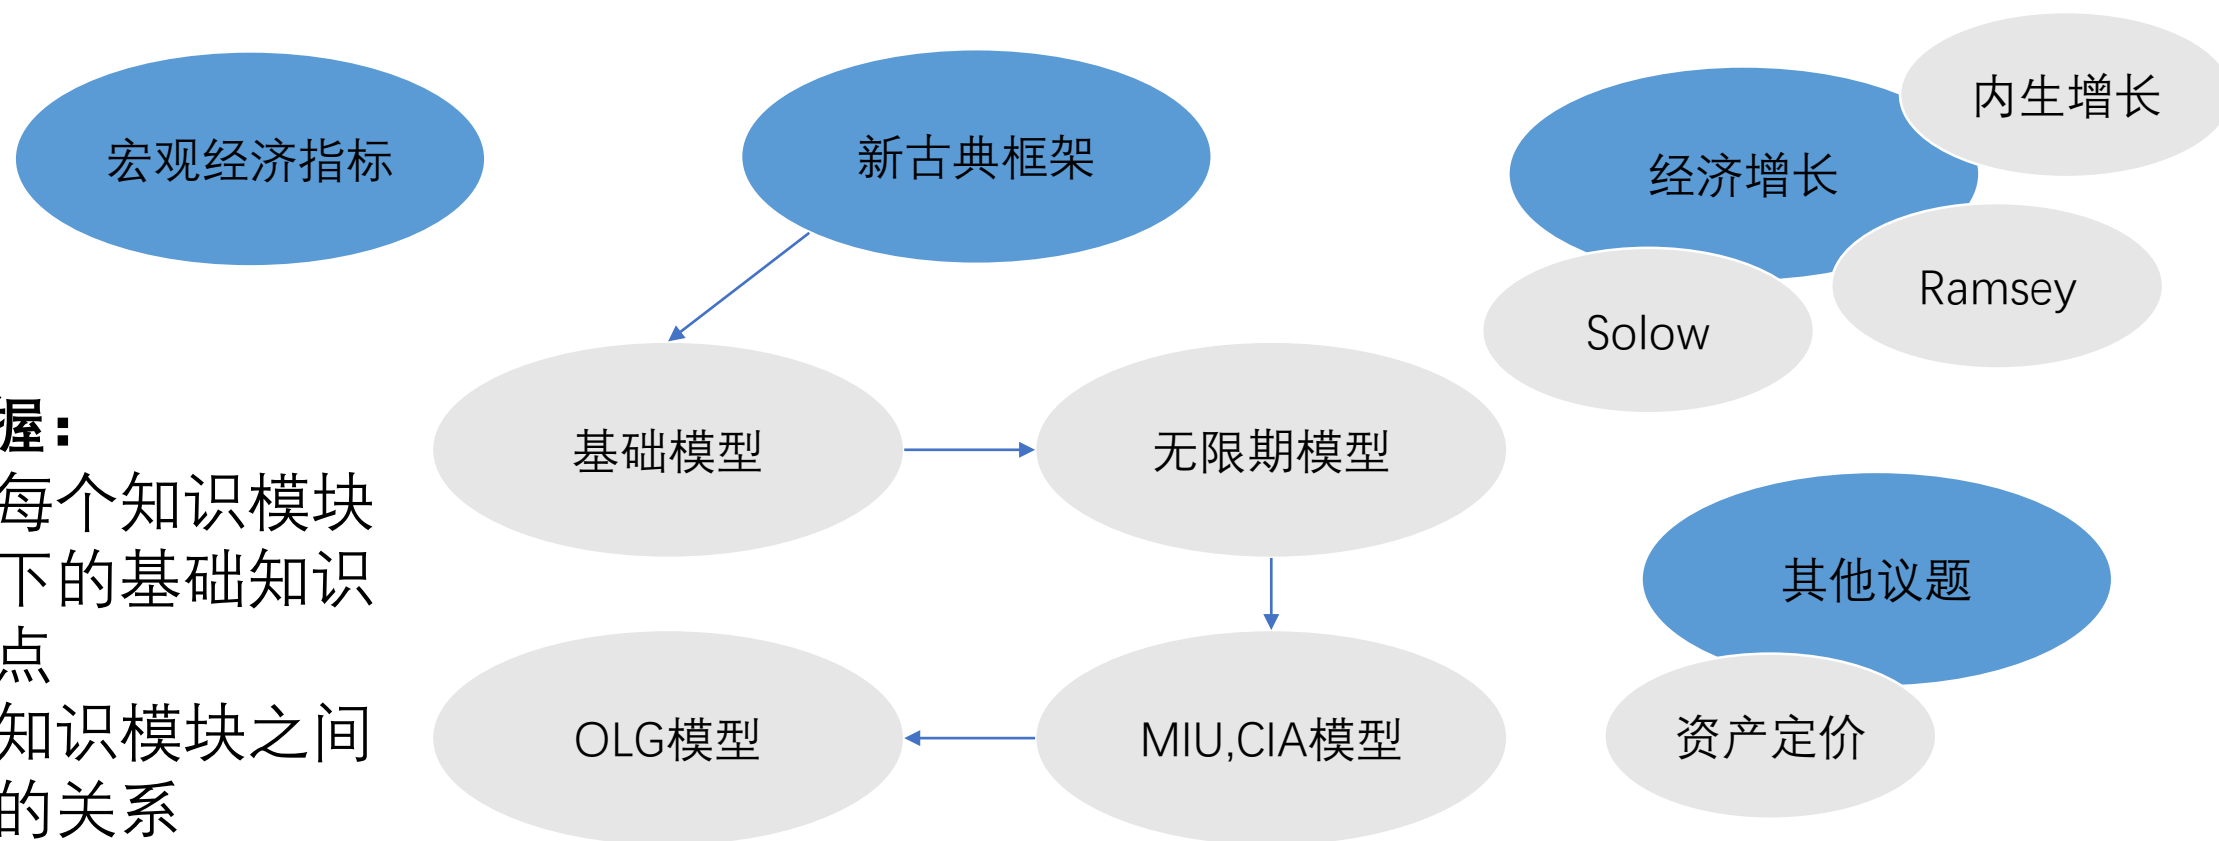 宏观经济指标
新古典框架
经济增长
内生增长
Ramsey
Solow
基础模型
无限期模型
握:
每个知识模块
下的基础知识
点
知识模块之间
的关系
OLG模型
MIU,CIA模型
其他议题
资产定价